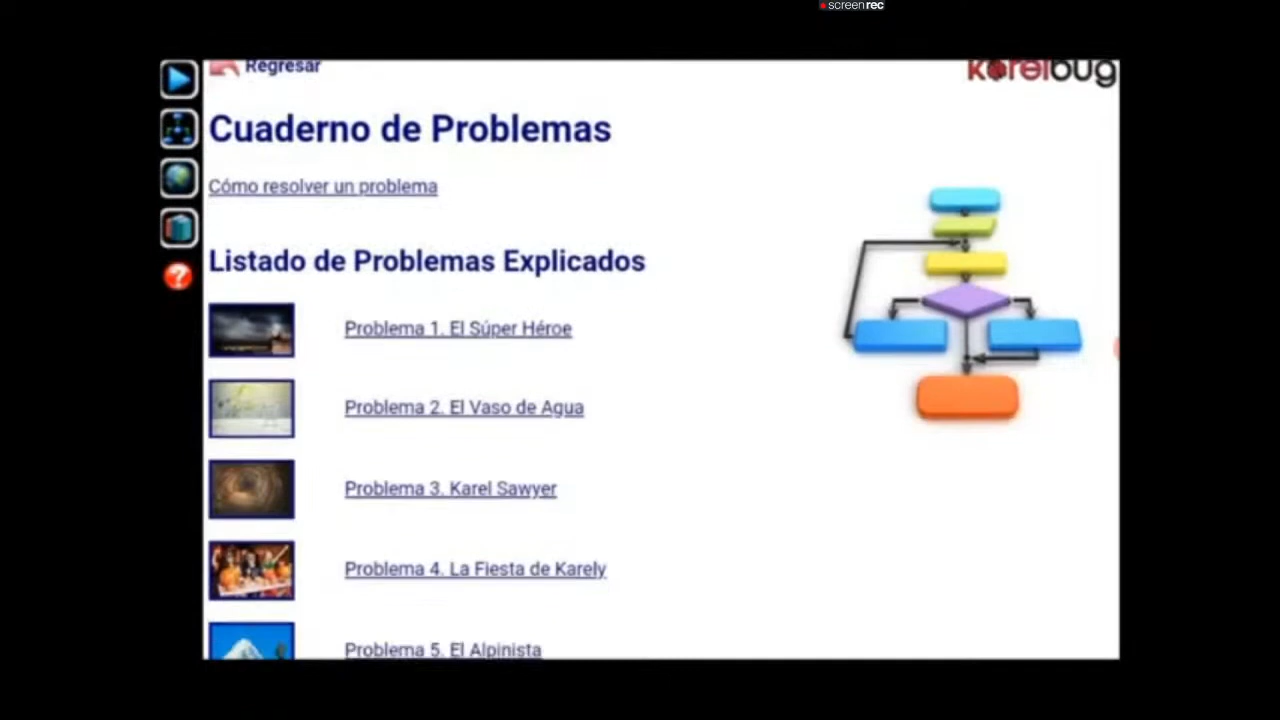 screenrec
Regresar
karelbug
Cuaderno de Problemas
Cómo resolver un problema
Listado de Problemas Explicados
Problema 1. El Súper Héroe
Problema 2. El Vaso de Agua
Problema 3. Karel Sawyer
Problema 4. La Fiesta de Karely
Problema 5. El Alpinista